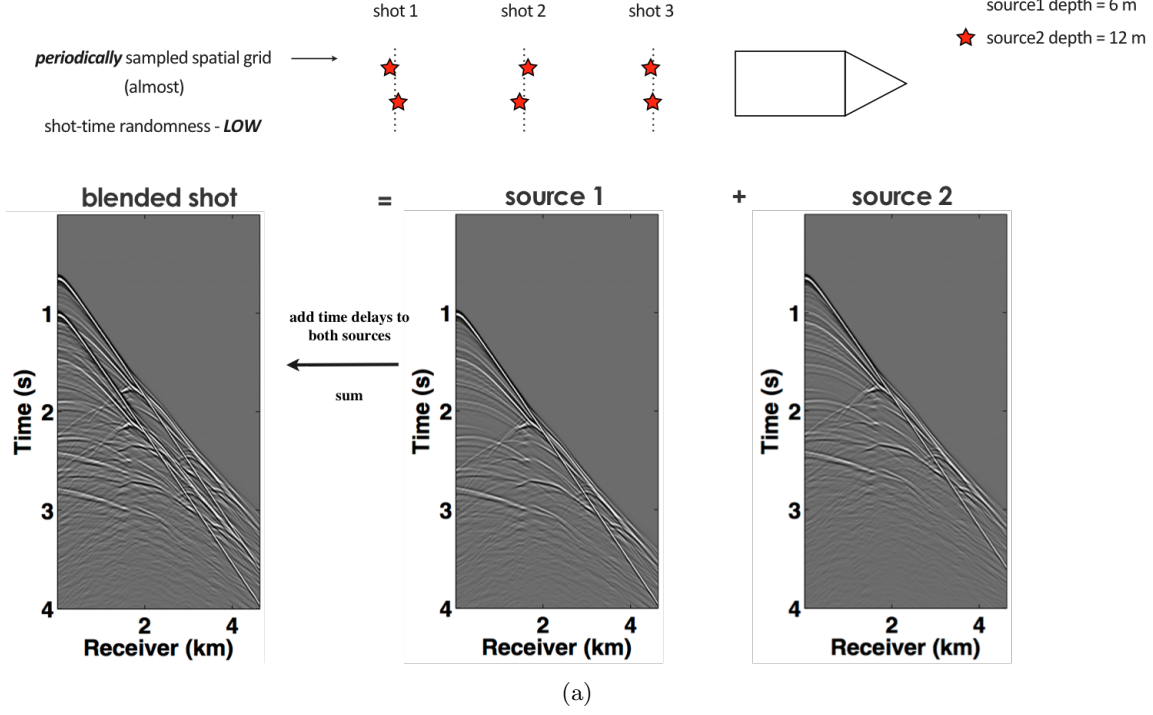 source1 depth = 6 m
shot 1 shot 2 shot 3
source2 depth = 12 m
periodically sampled spatial grid
(almost)
shot-time randomness - LOW
blended shot = source 1 + source 2
add time delays to
both sources
sum
Time (s)
1
2
3
4
2 4
Receiver (km)
Time (s)
1
2
3
4
2 4
Receiver (km)
Time (s)
1
2
3
4
2 4
Receiver (km)
(a)